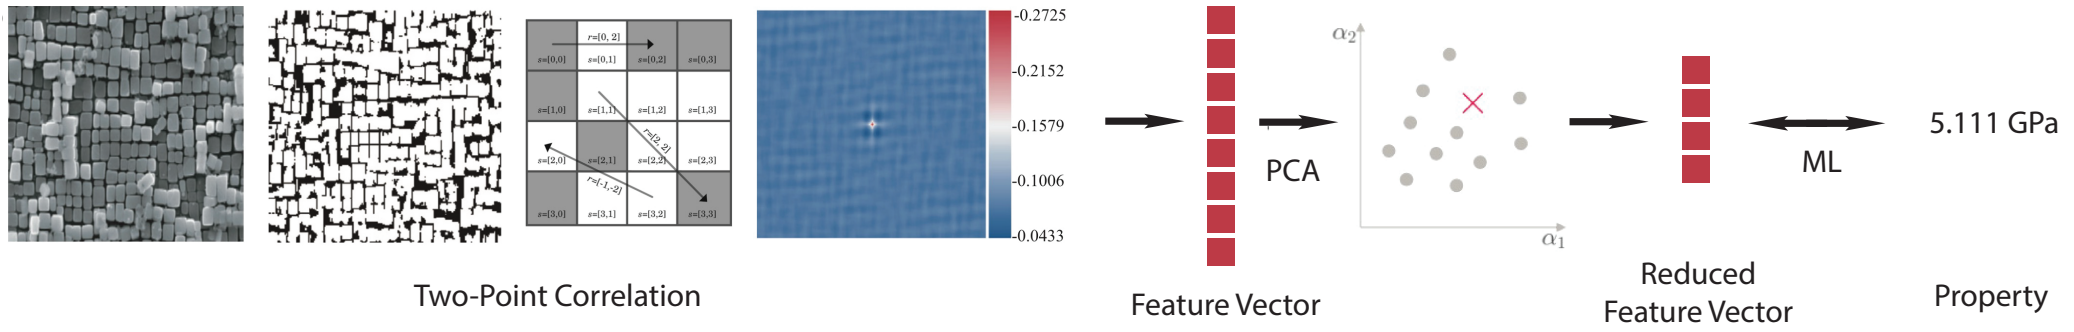 r=[0, 2]
s=[0,0] s=[0,1] s=[0,2] s=[0,3]
s=[1,0] s=[1,1] s=[1,2] s=[1,3]
r=[2, 2]
s=[2,0] s=[2,1] s=[2,2] s=[2,3]
r=[-1,-2]
s=[3,0] s=[3,1] s=[3,2] s=[3,3]
-0.2725
-0.2152
-0.1579
-0.1006
-0.0433
Two-Point Correlation
Feature Vector
PCA
α₂
α₁
Reduced
Feature Vector
ML
5.111 GPa
Property